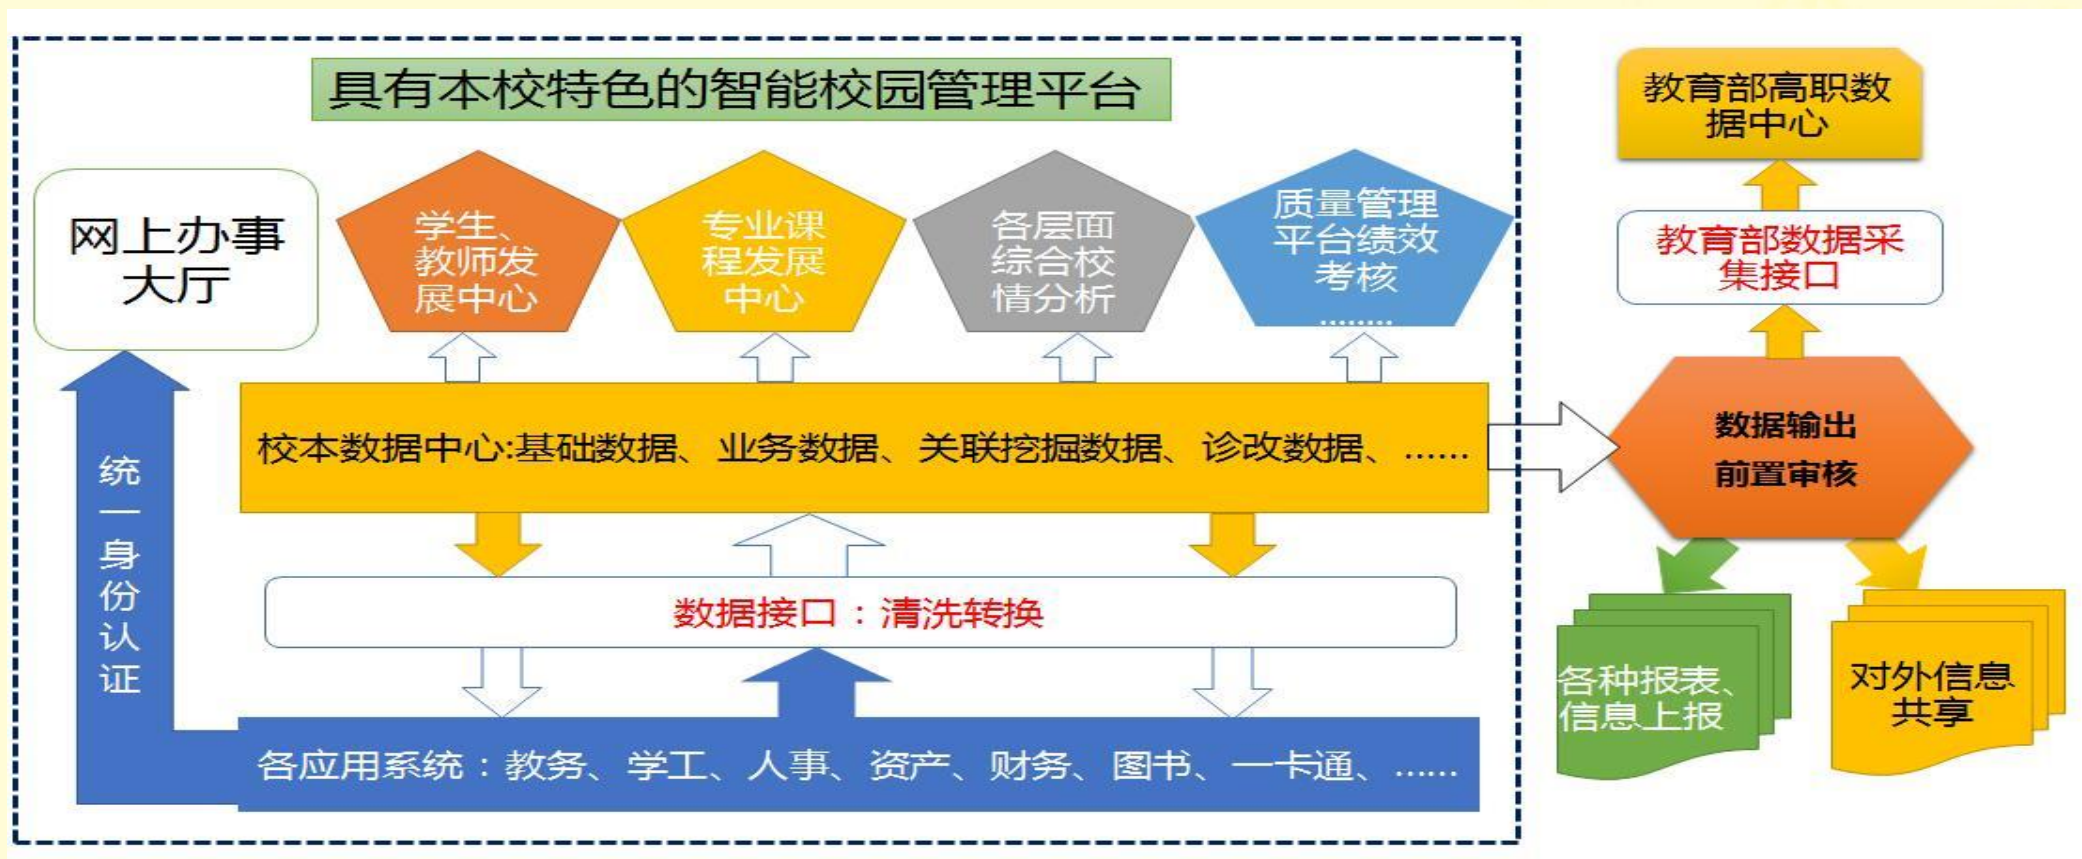 具有本校特色的智能校园管理平台
网上办事
大厅
学生、
教师发
展中心
专业课
程发展
中心
各层面
综合校
情分析
质量管理
平台绩效
考核
........
校本数据中心:基础数据、业务数据、关联挖掘数据、诊改数据、……
统
一
身
份
认
证
数据接口：清洗转换
各应用系统：教务、学工、人事、资产、财务、图书、一卡通、……
教育部高职数
据中心
教育部数据采
集接口
数据输出
前置审核
各种报表、
信息上报
对外信息
共享